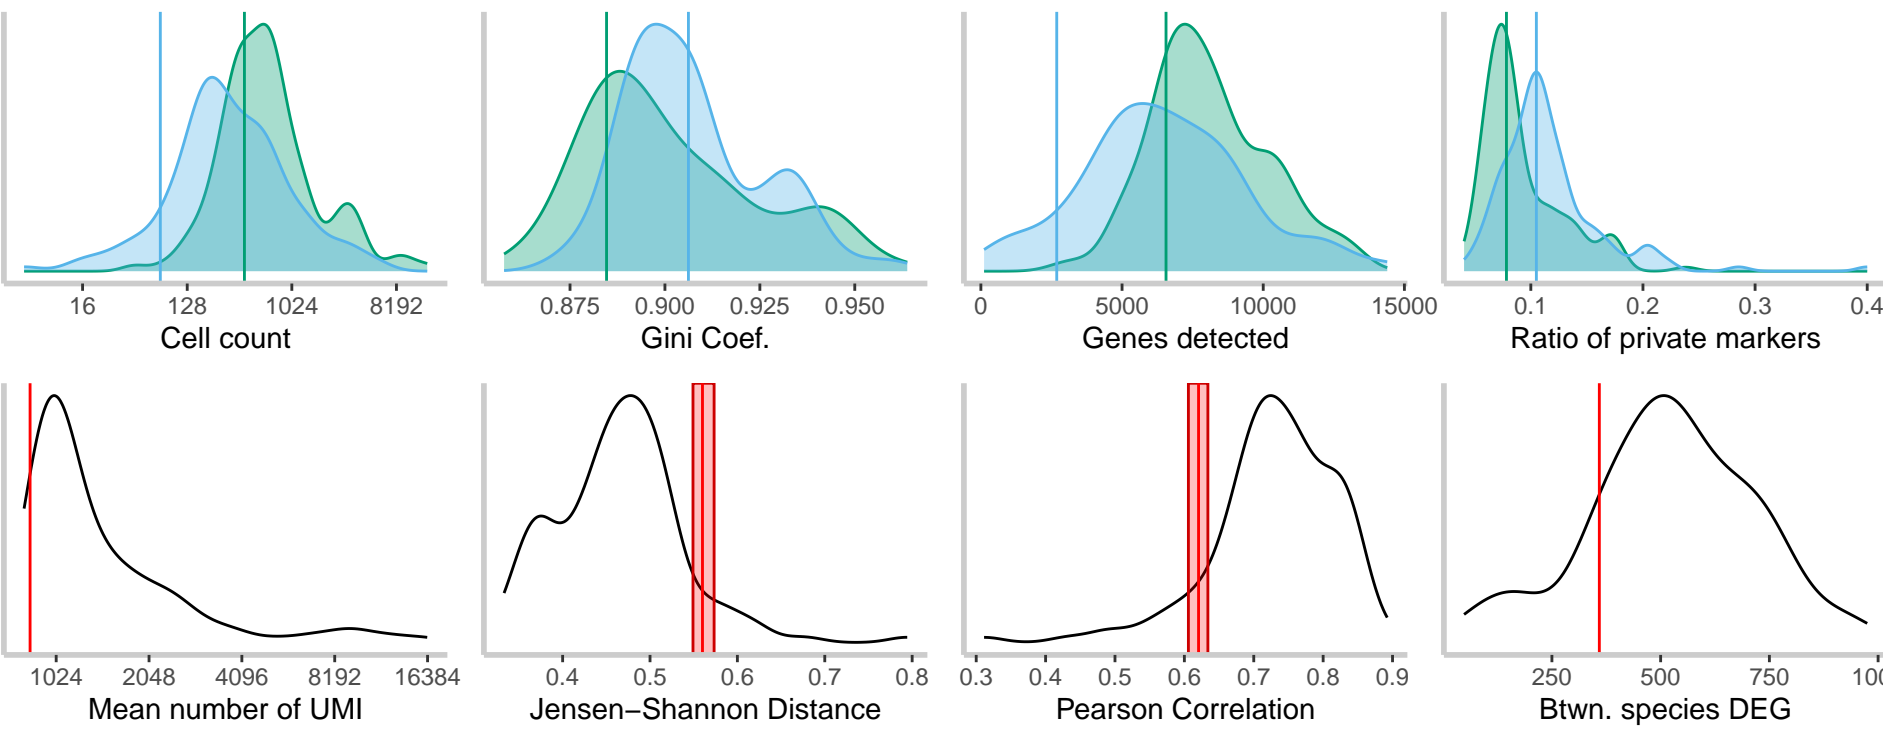 16 128 1024 8192
Cell count
0.875 0.900 0.925 0.950
Gini Coef.
0 5000 10000 15000
Genes detected
0.1 0.2 0.3 0.4
Ratio of private markers
1024 2048 4096 8192 16384
Mean number of UMI
0.4 0.5 0.6 0.7 0.8
Jensen−Shannon Distance
0.3 0.4 0.5 0.6 0.7 0.8 0.9
Pearson Correlation
250 500 750 100
Btwn. species DEG